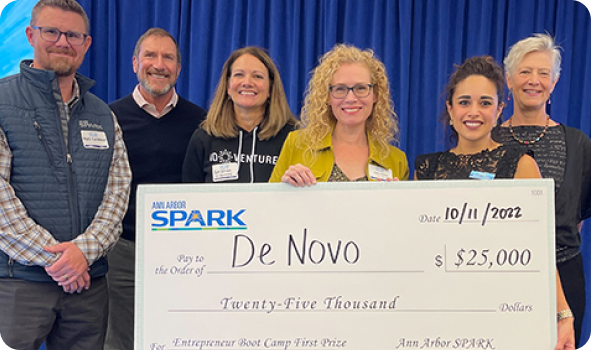 ANN ARBOR
SPARK
Date 10/11/2022
Pay to
the Order of De Novo $ $25,000
Twenty-Five Thousand Dollars
For Entrepreneur Boot Camp First Prize Ann Arbor SPARK